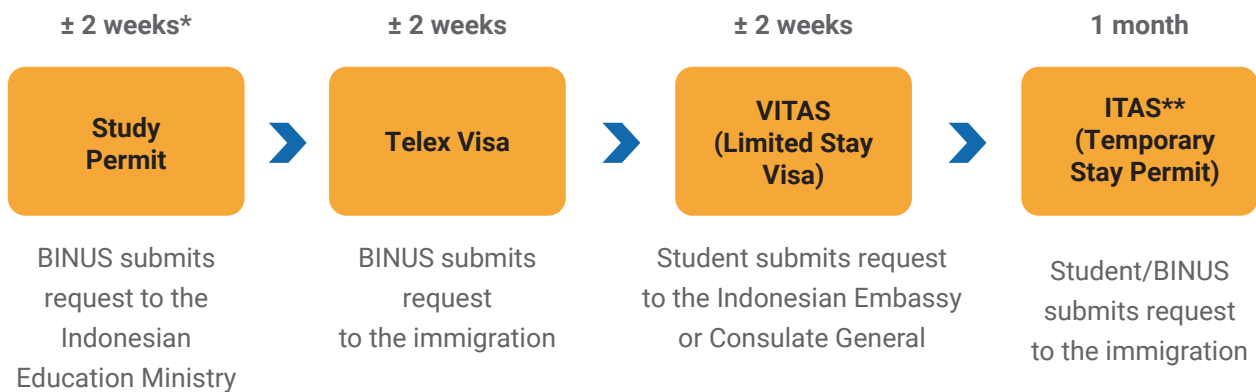 ± 2 weeks*
Study
Permit
BINUS submits
request to the
Indonesian
Education Ministry
± 2 weeks
Telex Visa
BINUS submits
request
to the immigration
± 2 weeks
VITAS
(Limited Stay
Visa)
Student submits request
to the Indonesian Embassy
or Consulate General
1 month
ITAS**
(Temporary
Stay Permit)
Student/BINUS
submits request
to the immigration